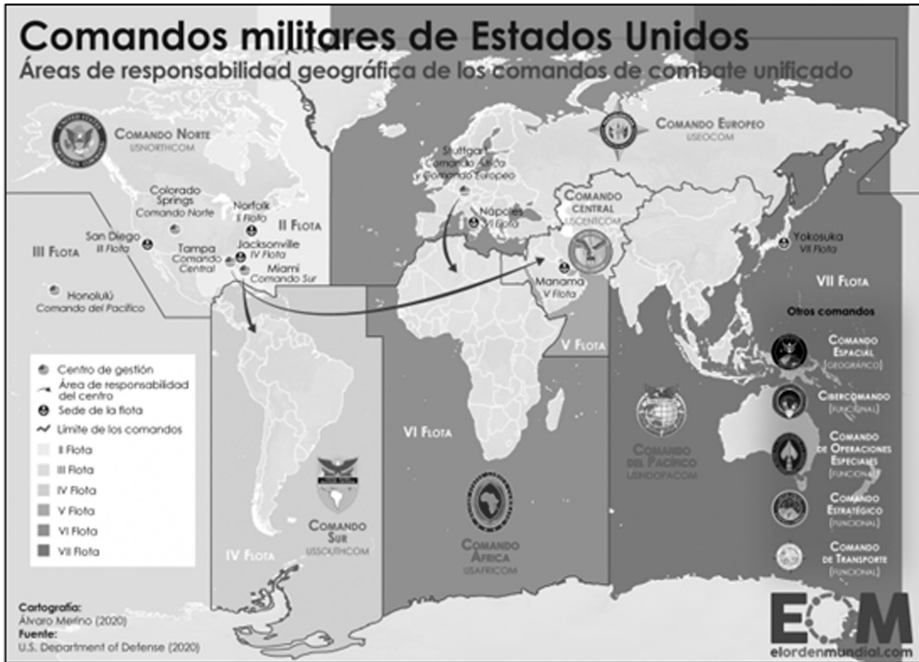 Comandos militares de Estados Unidos
Áreas de responsabilidad geográfica de los comandos de combate unificado
COMANDO NORTE
USNORTHCOM
COMANDO EUROPEO
USEOCOM
Stuttgart
Comando África
y Comando Europeo
COMANDO
CENTRAL
USCENTCOM
Colorado
Springs
Comando Norte
Norfolk
II Flota
II FLOTA
Nápoles
VI Flota
Yokosuka
VII Flota
III FLOTA
San Diego
III Flota
Tampa
Comando
Central
Jacksonville
IV Flota
Miami
Comando Sur
Manama
V Flota
VII FLOTA
Honolulú
Comando del Pacífico
Otros comandos
V FLOTA
COMANDO
ESPACIAL
(GEOGRÁFICO)
CIBERCOMANDO
(FUNCIONAL)
COMANDO
DE OPERACIONES
ESPECIALES
(FUNCIONAL)
COMANDO
ESTRATÉGICO
(FUNCIONAL)
COMANDO
DE TRANSPORTE
(FUNCIONAL)
Centro de gestión
Área de responsabilidad
del centro
Sede de la flota
Límite de los comandos
II Flota
III Flota
IV Flota
V Flota
VI Flota
VII Flota
VI FLOTA
COMANDO
DEL PACÍFICO
USINDOPACOM
COMANDO
SUR
USSOUTHCOM
COMANDO
ÁFRICA
USAFRICOM
IV FLOTA
Cartografía:
Álvaro Merino (2020)
Fuente:
U.S. Department of Defense (2020)
EOM
elordenmundial.com